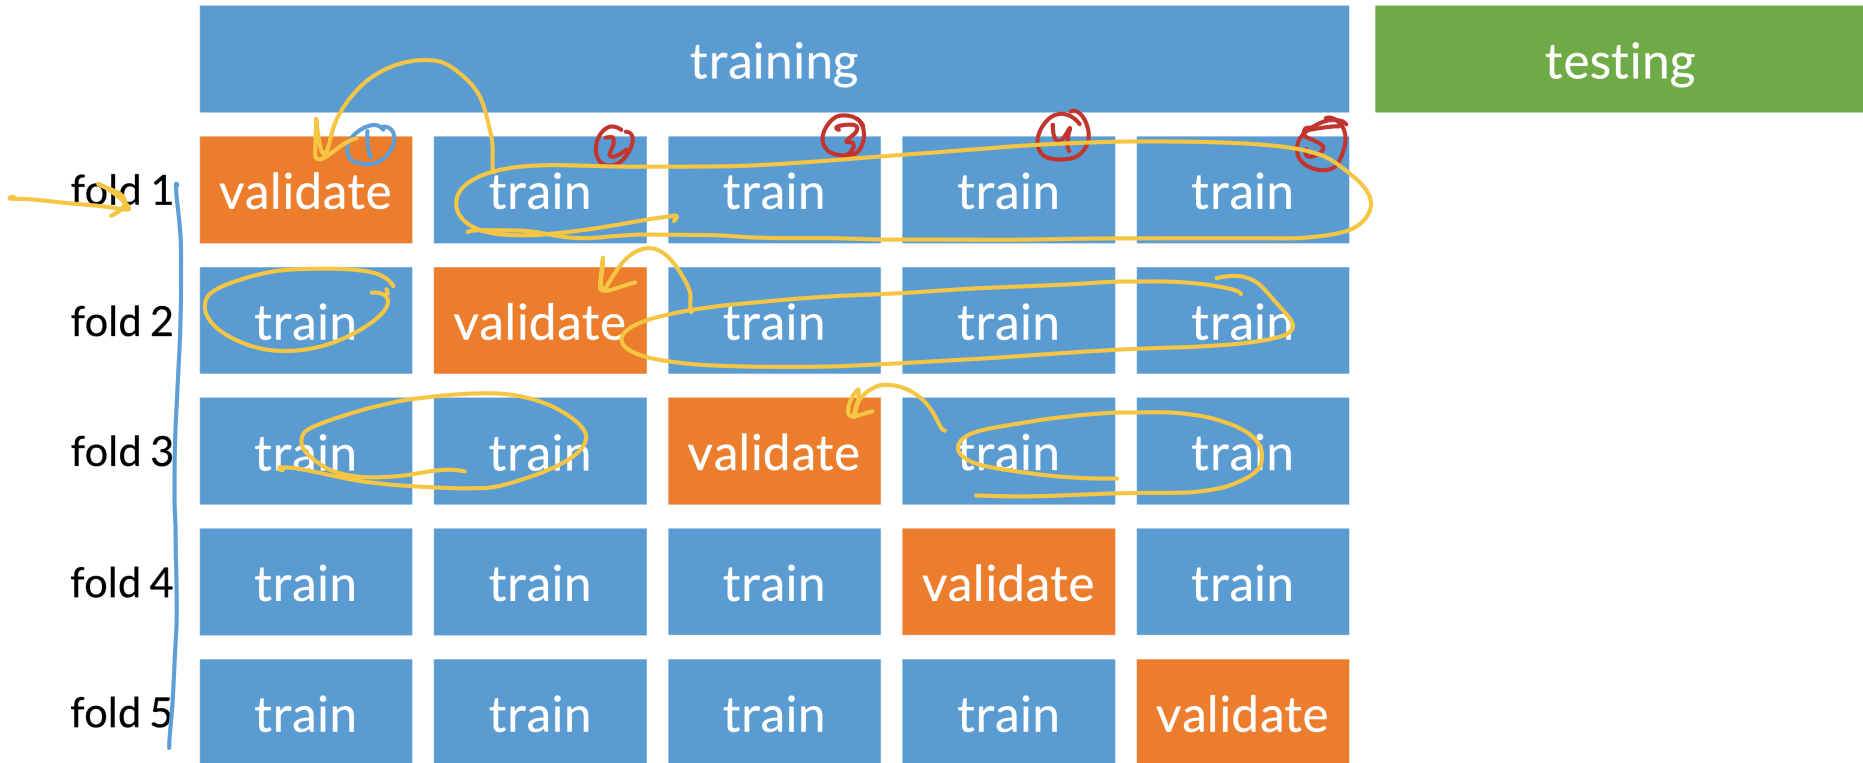 training testing
1 2 3 4 5
fold 1 validate train train train train
fold 2 train validate train train train
fold 3 train train validate train train
fold 4 train train train validate train
fold 5 train train train train validate